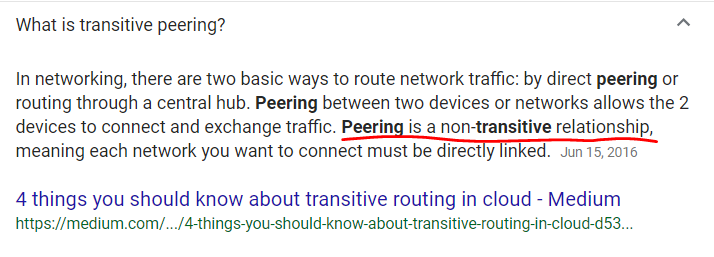 What is transitive peering?
In networking, there are two basic ways to route network traffic: by direct peering or
routing through a central hub. Peering between two devices or networks allows the 2
devices to connect and exchange traffic. Peering is a non-transitive relationship,
meaning each network you want to connect must be directly linked. Jun 15, 2016
4 things you should know about transitive routing in cloud - Medium
https://medium.com/.../4-things-you-should-know-about-transitive-routing-in-cloud-d53...